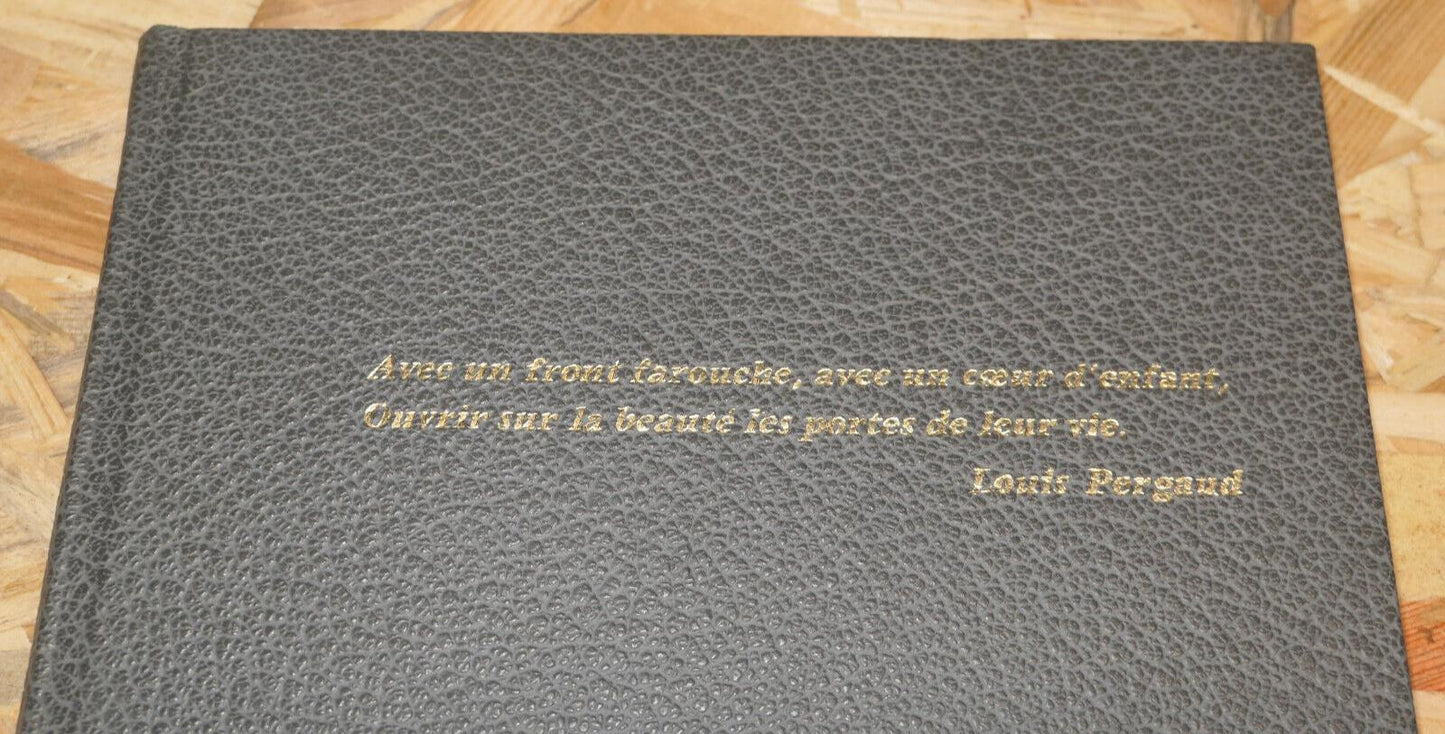 Avec un front farouche, avec un cœur d'enfant,
Ouvrir sur la beauté les portes de leur vie.
Louis Pergaud